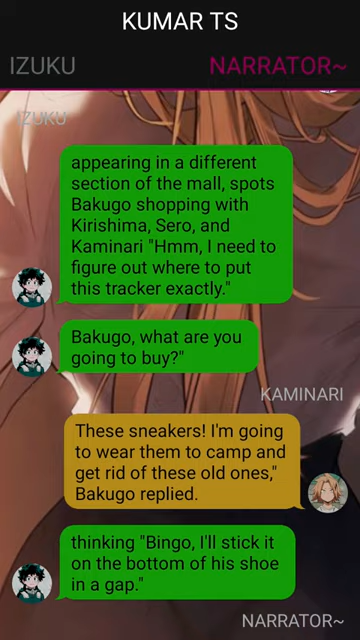 KUMAR TS
IZUKU
NARRATOR~
IZUKU
appearing in a different
section of the mall, spots
Bakugo shopping with
Kirishima, Sero, and
Kaminari "Hmm, I need to
figure out where to put
this tracker exactly."
Bakugo, what are you
going to buy?"
KAMINARI
These sneakers! I'm going
to wear them to camp and
get rid of these old ones,"
Bakugo replied.
thinking "Bingo, I'll stick it
on the bottom of his shoe
in a gap."
NARRATOR~